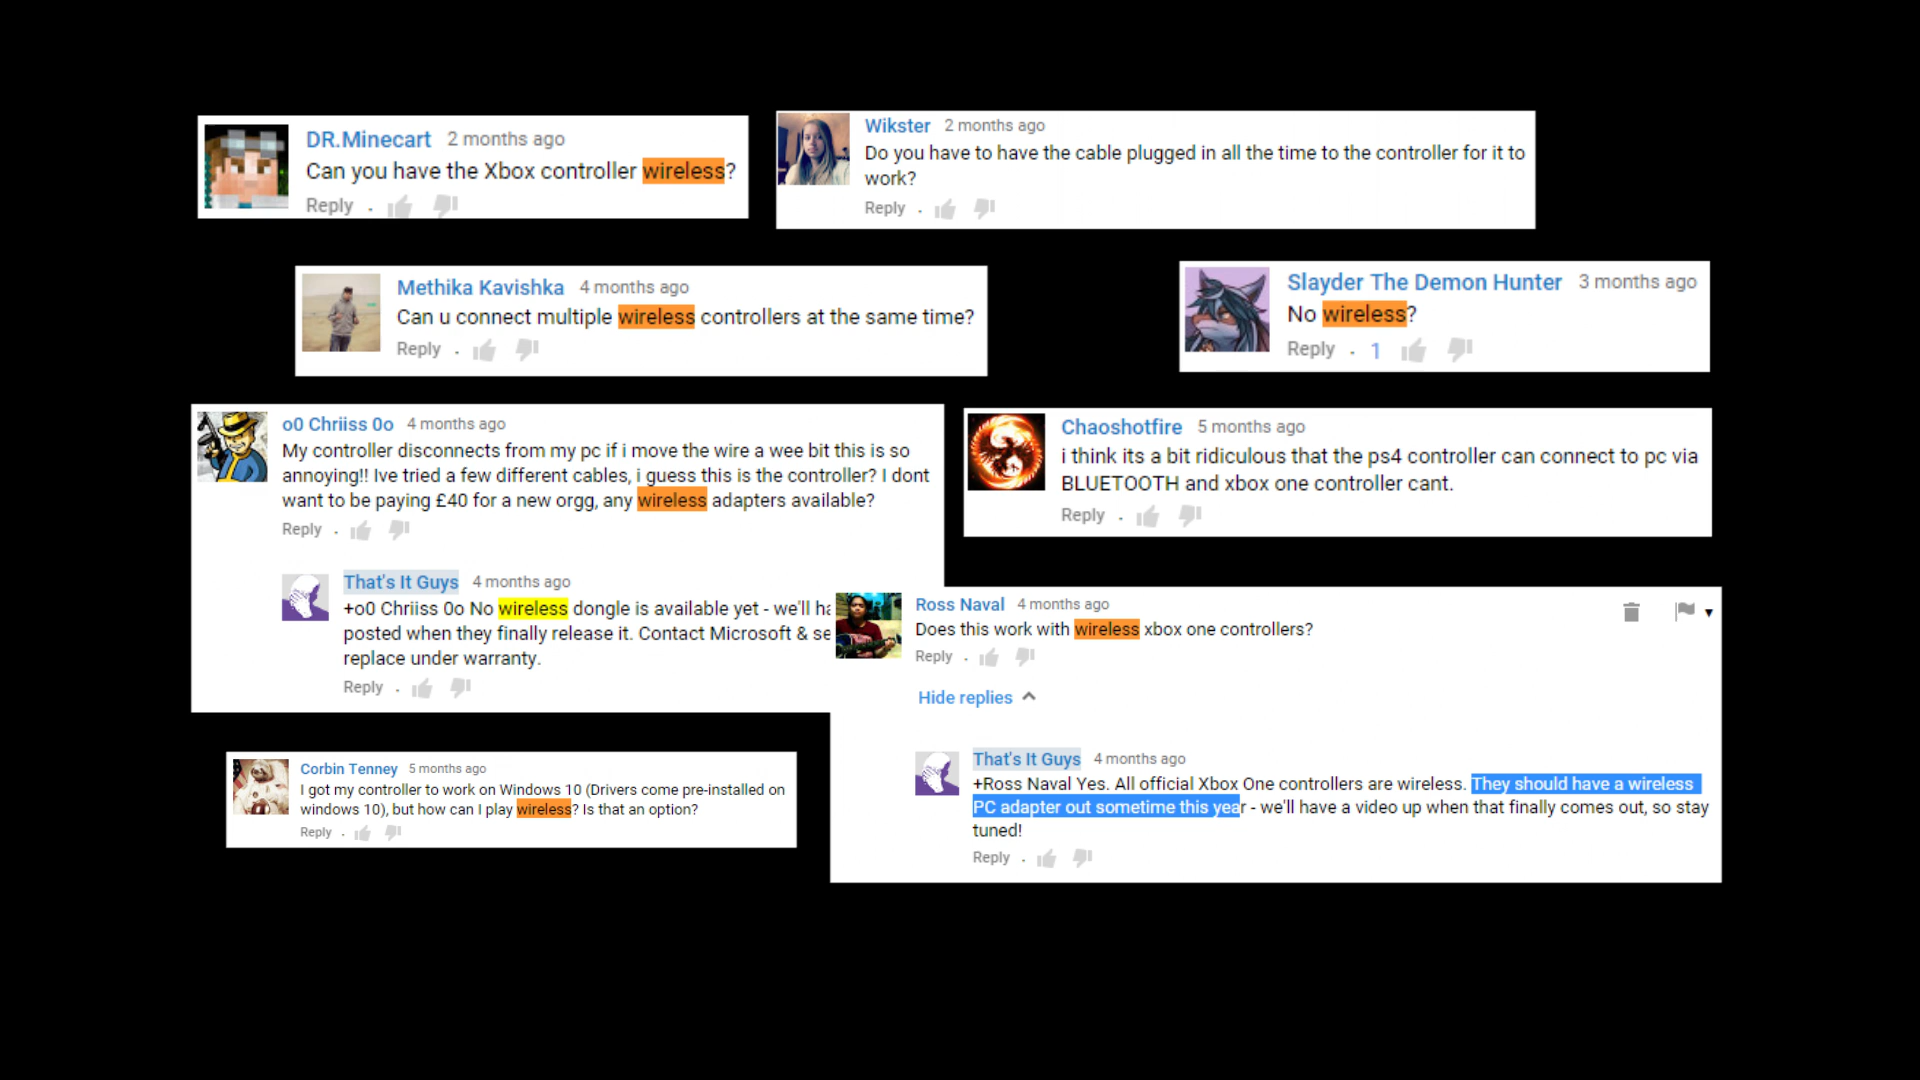 DR.Minecart 2 months ago
Can you have the Xbox controller wireless?
Reply .
Wikster 2 months ago
Do you have to have the cable plugged in all the time to the controller for it to
work?
Reply .
Methika Kavishka 4 months ago
Can u connect multiple wireless controllers at the same time?
Reply .
Slayder The Demon Hunter 3 months ago
No wireless?
Reply . 1
o0 Chriiss 0o 4 months ago
My controller disconnects from my pc if i move the wire a wee bit this is so
annoying!! Ive tried a few different cables, i guess this is the controller? I dont
want to be paying £40 for a new orgg, any wireless adapters available?
Reply .
That's It Guys 4 months ago
+o0 Chriiss 0o No wireless dongle is available yet - we'll ha
posted when they finally release it. Contact Microsoft & se
replace under warranty.
Reply .
Chaoshotfire 5 months ago
i think its a bit ridiculous that the ps4 controller can connect to pc via
BLUETOOTH and xbox one controller cant.
Reply .
Ross Naval 4 months ago
Does this work with wireless xbox one controllers?
Reply .
Hide replies
That's It Guys 4 months ago
+Ross Naval Yes. All official Xbox One controllers are wireless. They should have a wireless
PC adapter out sometime this year - we'll have a video up when that finally comes out, so stay
tuned!
Reply .
Corbin Tenney 5 months ago
I got my controller to work on Windows 10 (Drivers come pre-installed on
windows 10), but how can I play wireless? Is that an option?
Reply .